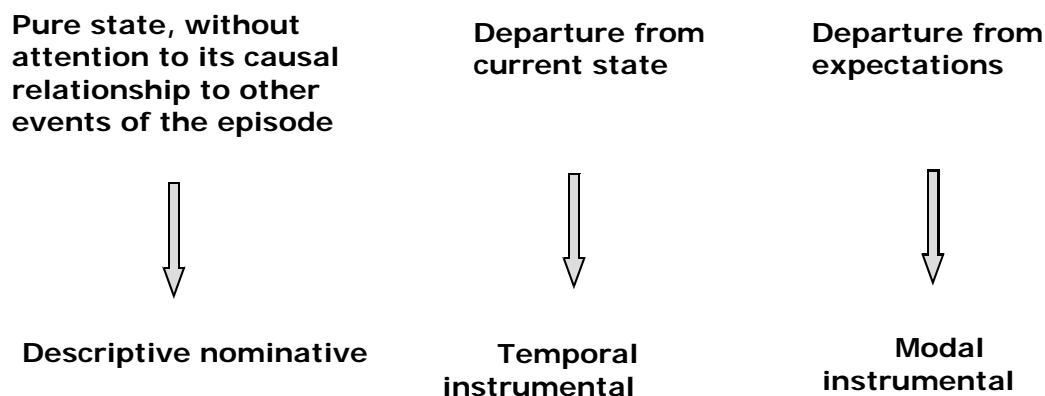 Pure state, without
attention to its causal
relationship to other
events of the episode
Departure from
current state
Departure from
expectations
Descriptive nominative
Temporal
instrumental
Modal
instrumental